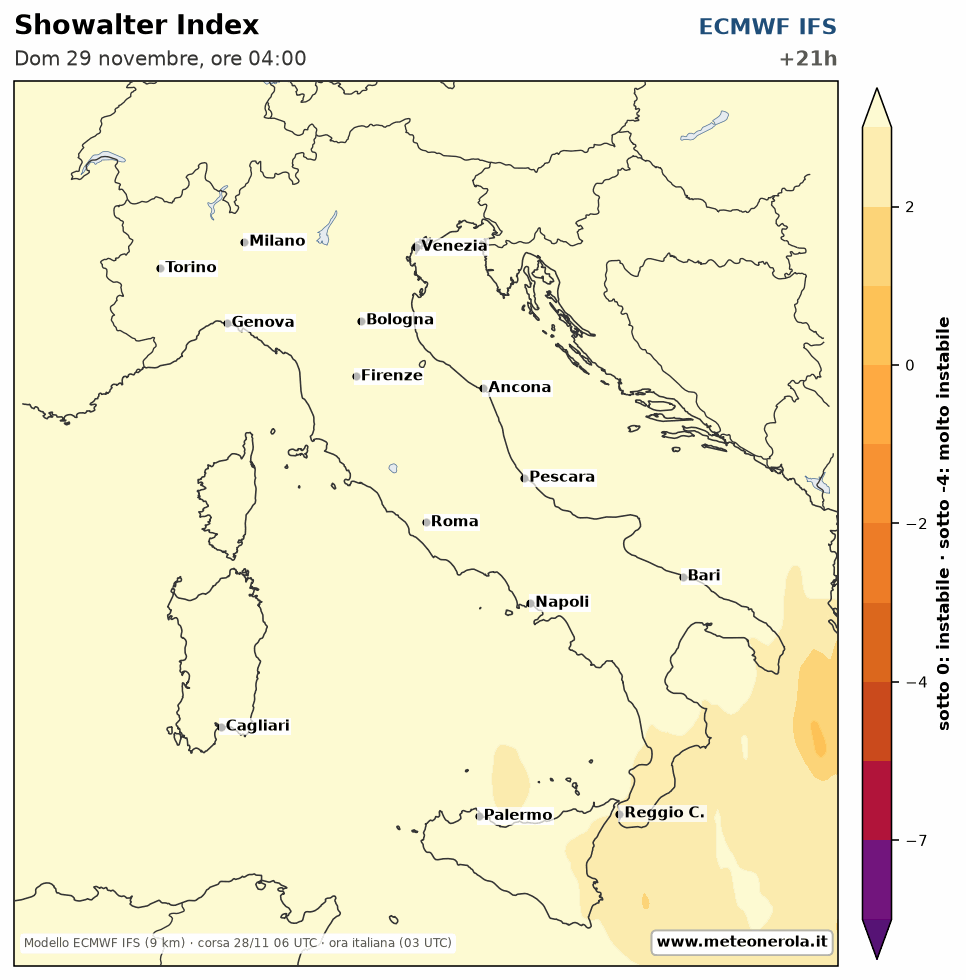 Showalter Index
ECMWF IFS
Dom 29 novembre, ore 04:00
+21h
Milano
Venezia
Torino
Genova
Bologna
Firenze
Ancona
Pescara
Roma
Bari
Napoli
Cagliari
Palermo
Reggio C.
2
0
−2
−4
−7
sotto 0: instabile · sotto -4: molto instabile
Modello ECMWF IFS (9 km) · corsa 28/11 06 UTC · ora italiana (03 UTC)
www.meteonerola.it